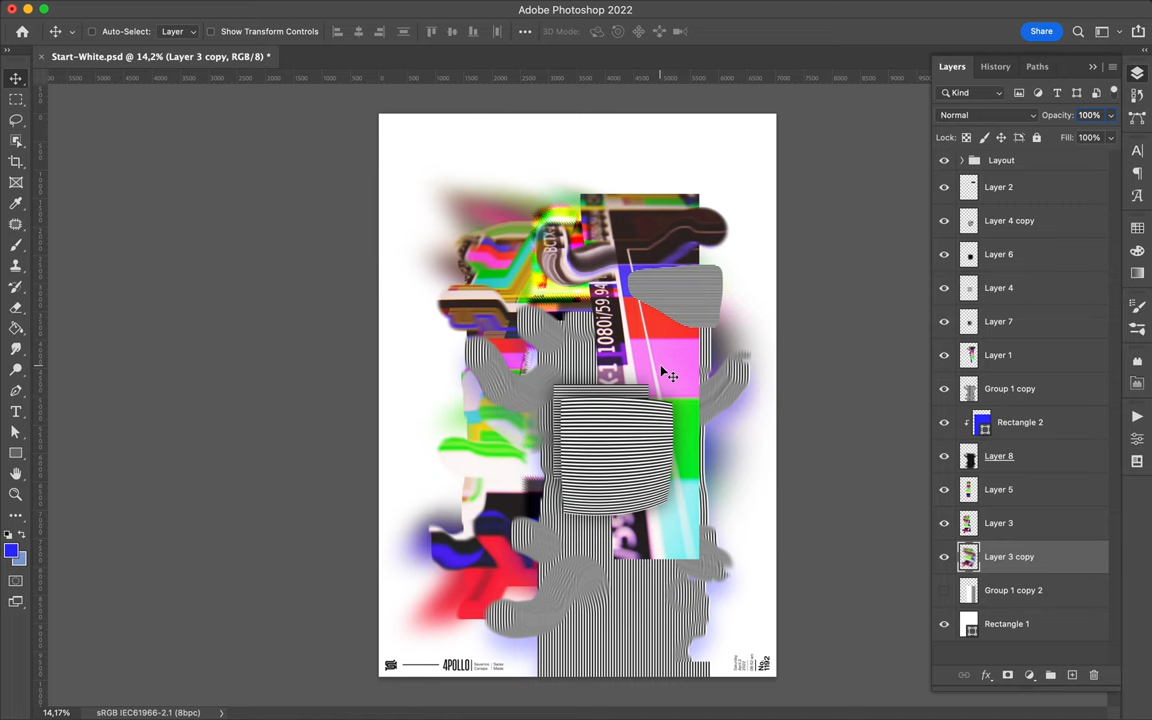 Adobe Photoshop 2022
Auto-Select:
Layer
Show Transform Controls
3D Mode:
Share
Start-White.psd @ 14,2% (Layer 3 copy, RGB/8) *
Layers
History
Paths
Kind
Normal
Opacity:
100%
Lock:
Fill:
100%
Layout
Layer 2
Layer 4 copy
Layer 6
Layer 4
Layer 7
Layer 1
Group 1 copy
Rectangle 2
Layer 8
Layer 5
Layer 3
Layer 3 copy
Group 1 copy 2
Rectangle 1
1080i/59.94
4POLLO
No.
1192
14,17%
sRGB IEC61966-2.1 (8bpc)